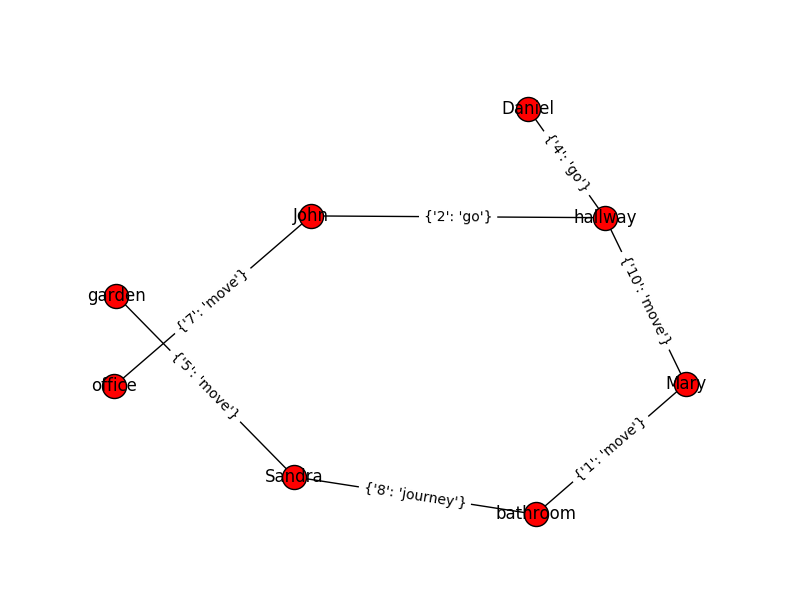 Daniel
{'4': 'go'}
John
{'2': 'go'}
hallway
{'10': 'move'}
garden
{'7': 'move'}
office
{'5': 'move'}
Mary
{'1': 'move'}
Sandra
{'8': 'journey'}
bathroom